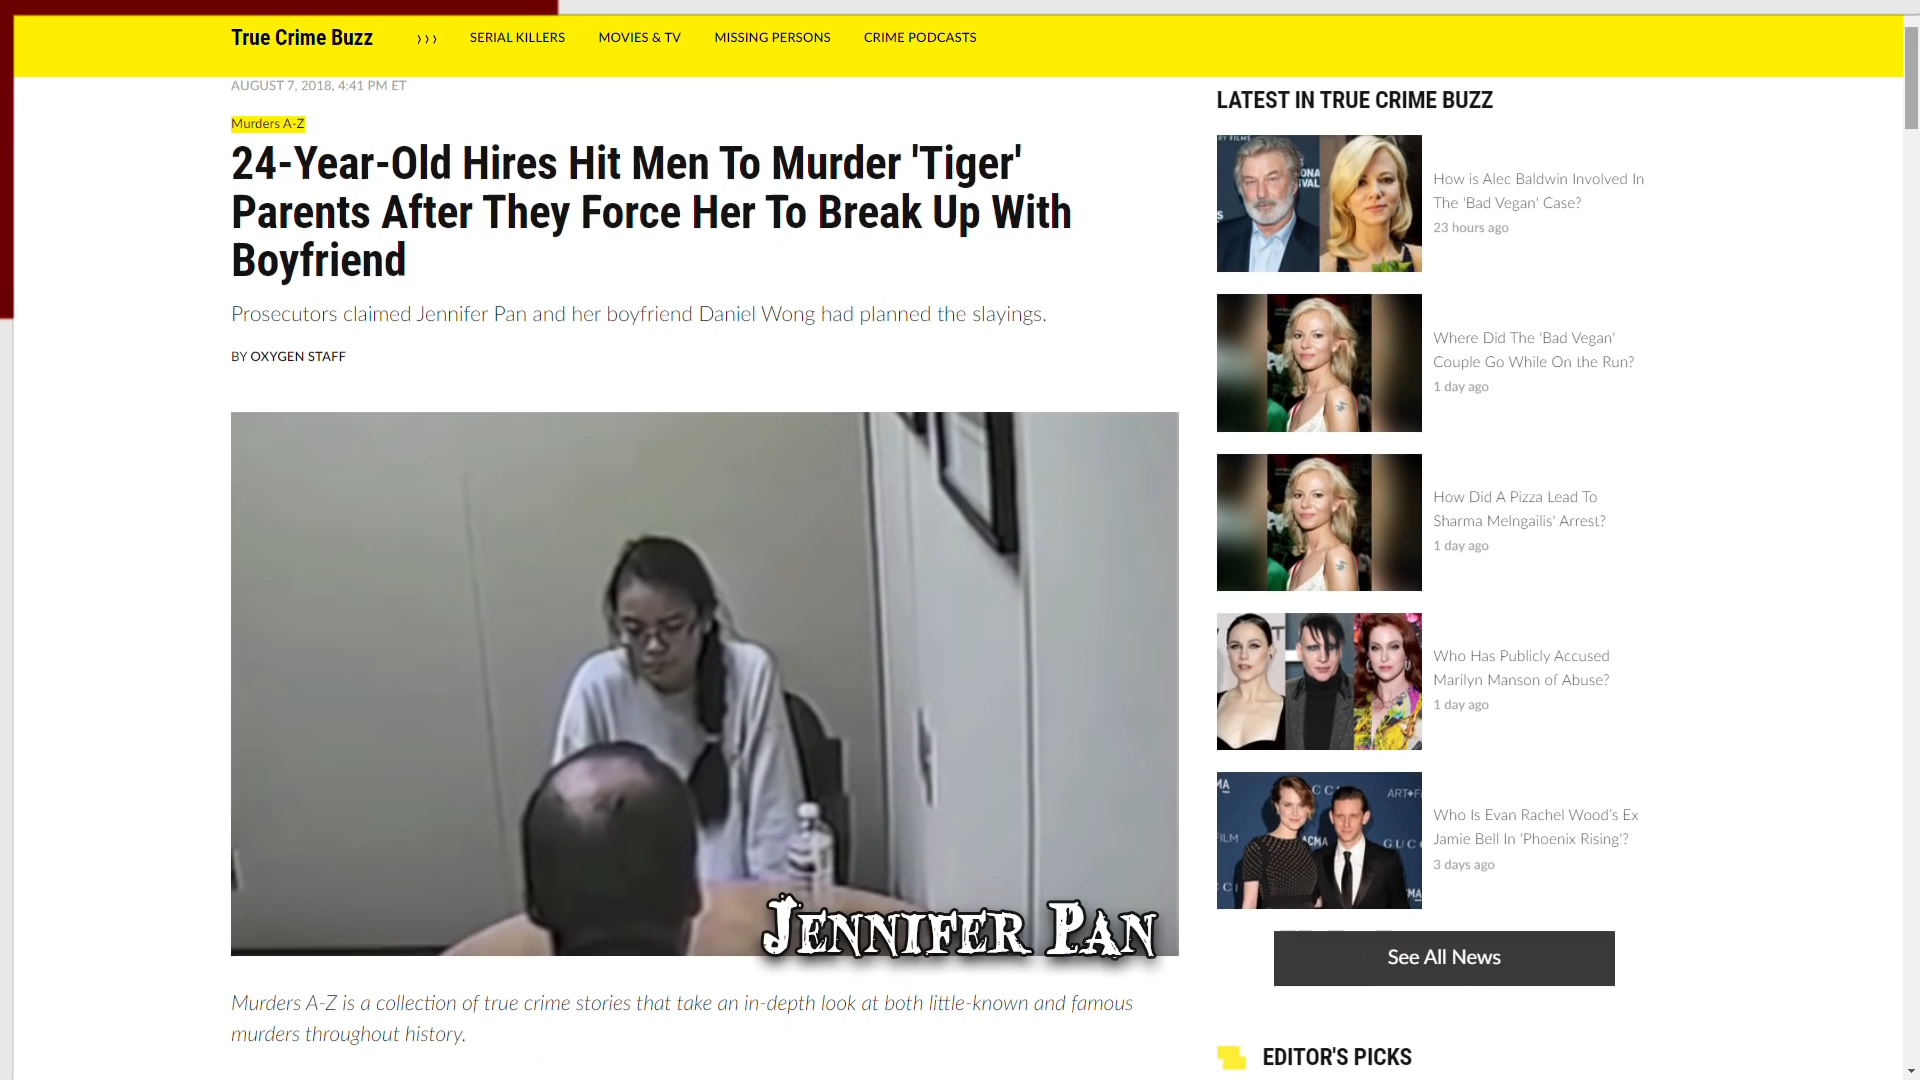 True Crime Buzz
SERIAL KILLERS
MOVIES & TV
MISSING PERSONS
CRIME PODCASTS
AUGUST 7, 2018, 4:41 PM ET
Murders A-Z
24-Year-Old Hires Hit Men To Murder 'Tiger'
Parents After They Force Her To Break Up With
Boyfriend
Prosecutors claimed Jennifer Pan and her boyfriend Daniel Wong had planned the slayings.
BY OXYGEN STAFF
JENNIFER PAN
Murders A-Z is a collection of true crime stories that take an in-depth look at both little-known and famous
murders throughout history.
LATEST IN TRUE CRIME BUZZ
How is Alec Baldwin Involved In
The 'Bad Vegan' Case?
23 hours ago
Where Did The 'Bad Vegan'
Couple Go While On the Run?
1 day ago
How Did A Pizza Lead To
Sharma Melngailis' Arrest?
1 day ago
Who Has Publicly Accused
Marilyn Manson of Abuse?
1 day ago
Who Is Evan Rachel Wood's Ex
Jamie Bell In 'Phoenix Rising'?
3 days ago
See All News
EDITOR'S PICKS